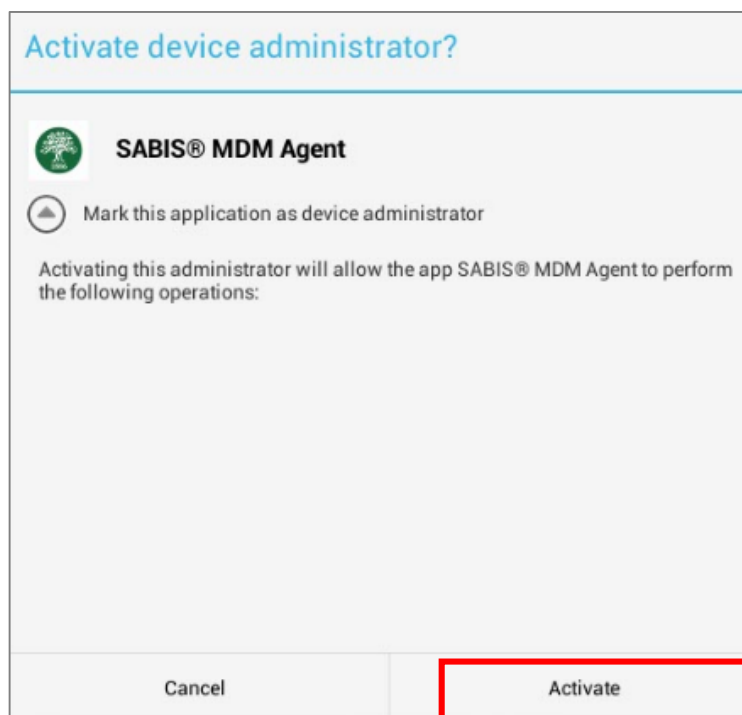 Activate device administrator?
SABIS® MDM Agent
Mark this application as device administrator
Activating this administrator will allow the app SABIS® MDM Agent to perform
the following operations:
Cancel
Activate